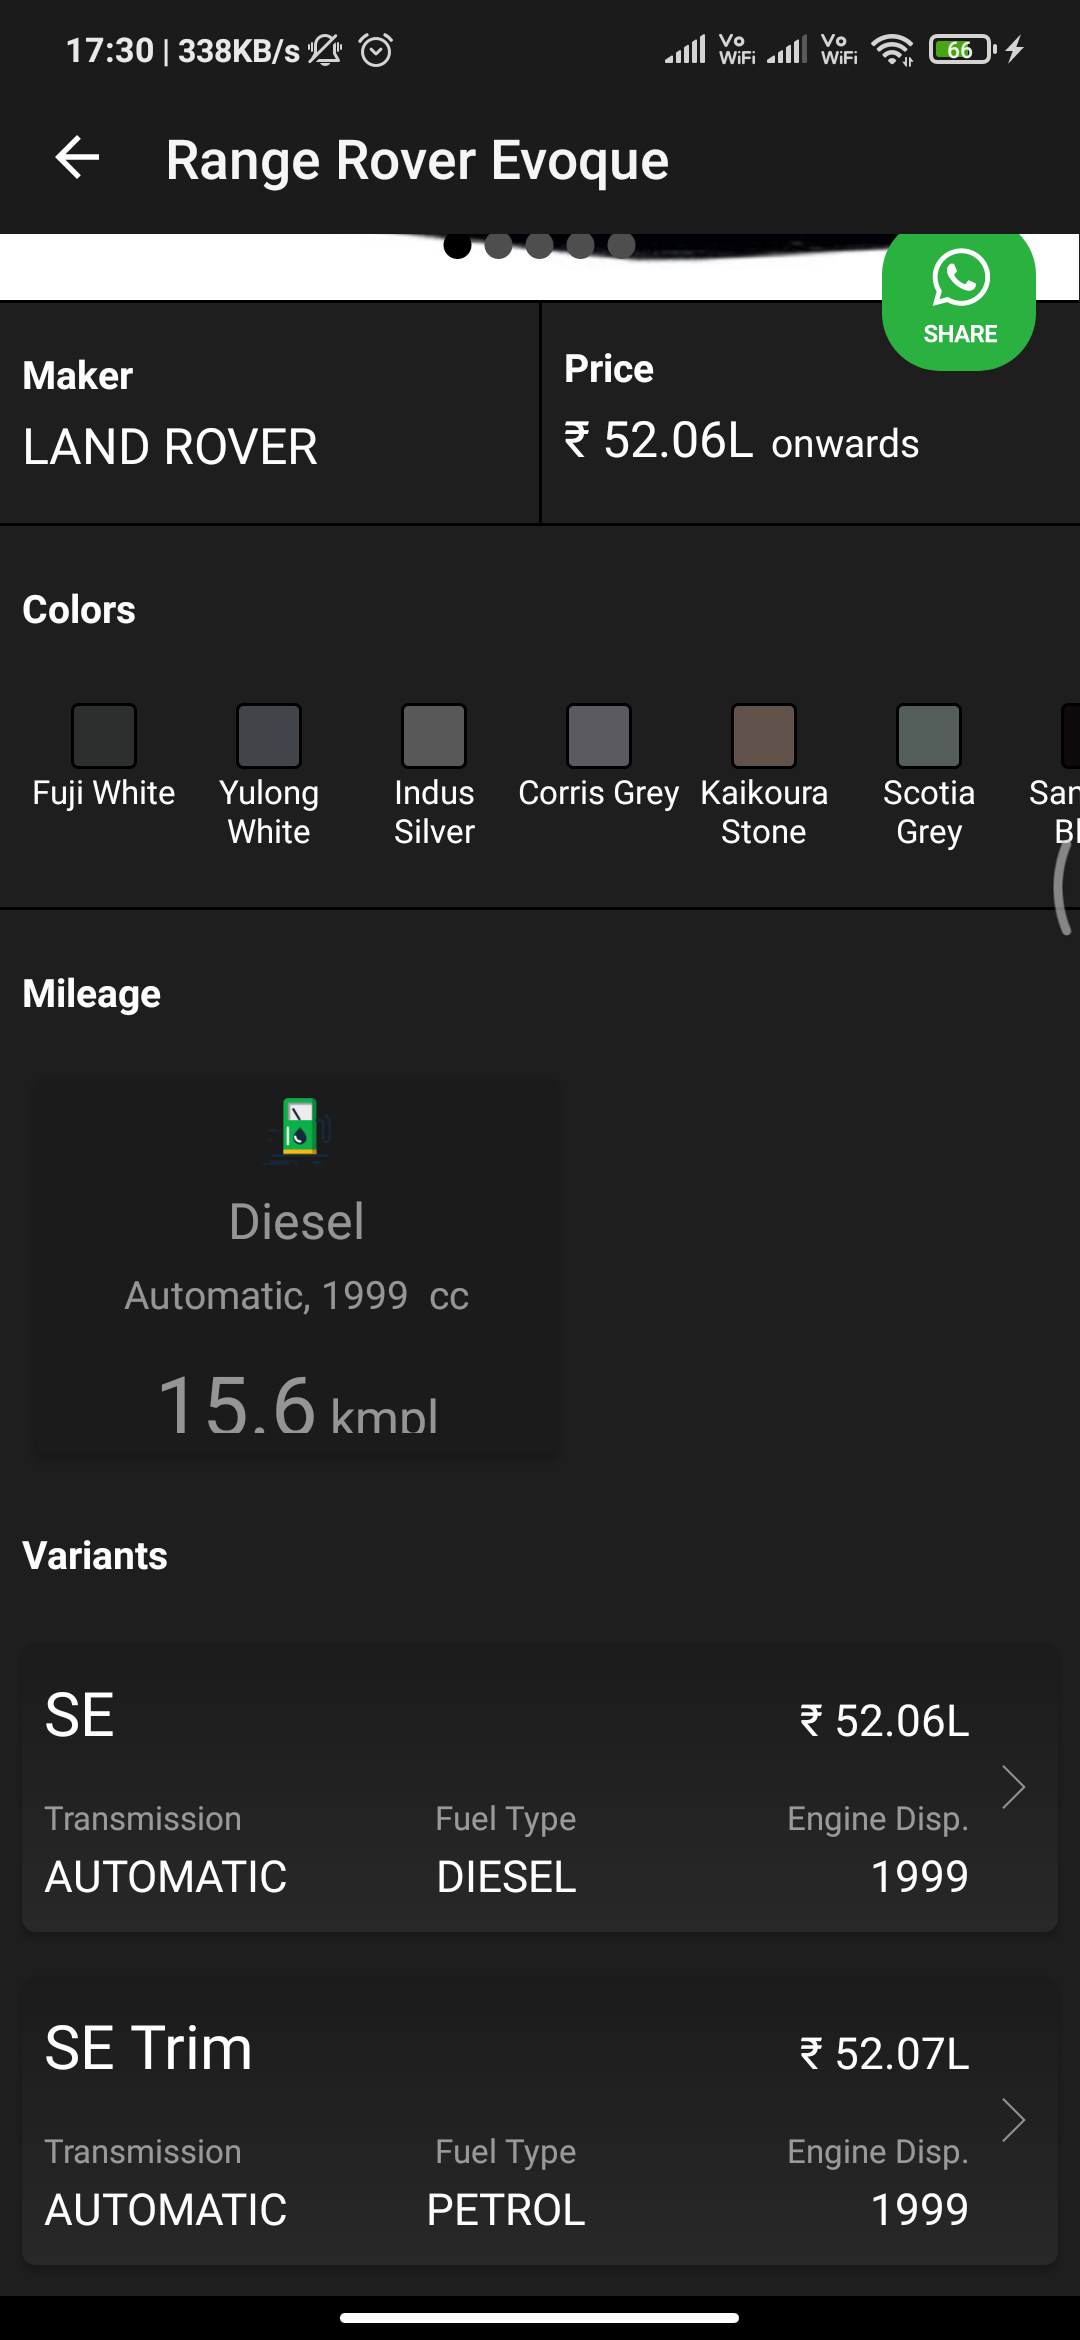 17:30 | 338KB/s
Vo WiFi Vo WiFi 66
Range Rover Evoque
SHARE
Maker
LAND ROVER
Price
₹ 52.06L onwards
Colors
Fuji White
Yulong
White
Indus
Silver
Corris Grey
Kaikoura
Stone
Scotia
Grey
Mileage
Diesel
Automatic, 1999 cc
15.6 kmpl
Variants
SE
₹ 52.06L
Transmission Fuel Type Engine Disp.
AUTOMATIC DIESEL 1999
SE Trim
₹ 52.07L
Transmission Fuel Type Engine Disp.
AUTOMATIC PETROL 1999